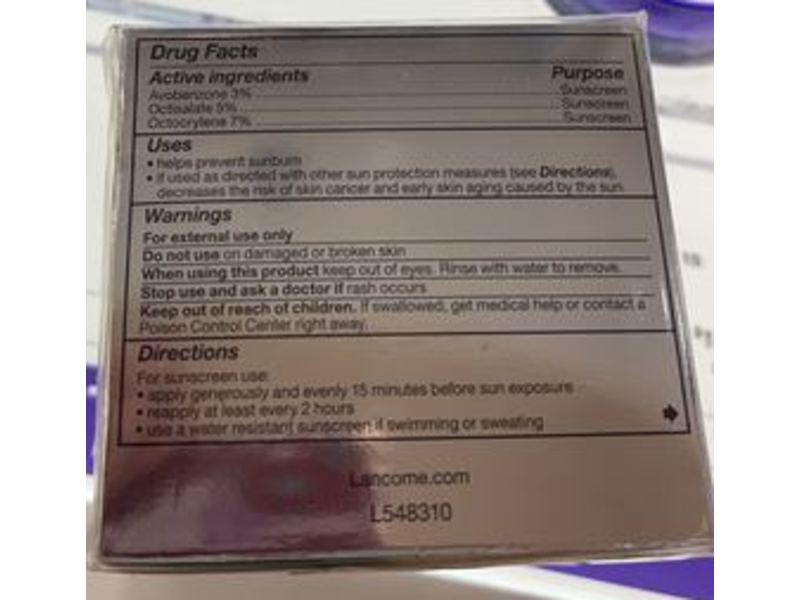 Drug Facts
Active ingredients Purpose
Avobenzone 3% Sunscreen
Octisalate 5% Sunscreen
Octocrylene 7% Sunscreen
Uses
• helps prevent sunburn
• if used as directed with other sun protection measures (see Directions),
decreases the risk of skin cancer and early skin aging caused by the sun
Warnings
For external use only
Do not use on damaged or broken skin
When using this product keep out of eyes. Rinse with water to remove.
Stop use and ask a doctor if rash occurs
Keep out of reach of children. If swallowed, get medical help or contact a
Poison Control Center right away.
Directions
For sunscreen use:
• apply generously and evenly 15 minutes before sun exposure
• reapply at least every 2 hours
• use a water resistant sunscreen if swimming or sweating
Lancome.com
L548310